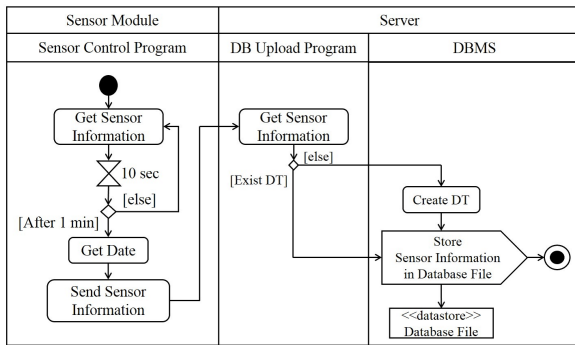 Sensor Module
Server
Sensor Control Program
DB Upload Program
DBMS
Get Sensor
Information
10 sec
[else]
[After 1 min]
Get Date
Send Sensor
Information
Get Sensor
Information
[else]
[Exist DT]
Create DT
Store
Sensor Information
in Database File
<<datastore>>
Database File